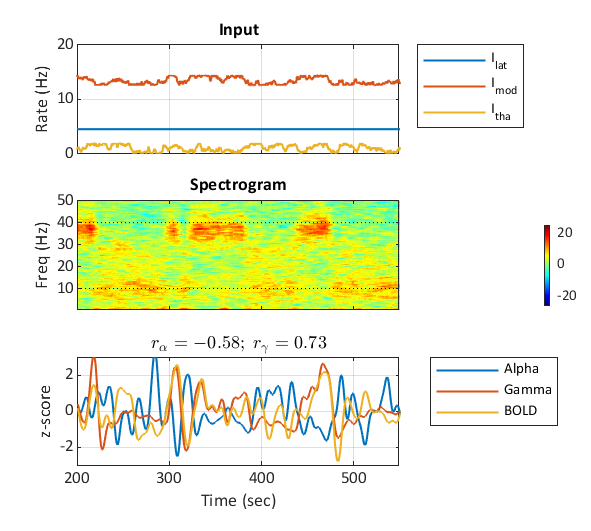 Input
20
10
0
Rate (Hz)
I_lat
I_mod
I_tha
Spectrogram
50
40
30
20
10
Freq (Hz)
20
0
-20
r_α = −0.58; r_γ = 0.73
2
0
-2
z-score
200 300 400 500
Time (sec)
Alpha
Gamma
BOLD